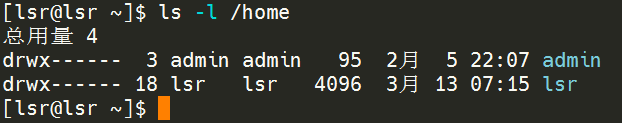 [lsr@lsr ~]$ ls -l /home
总用量 4
drwx------  3 admin admin   95  2月  5 22:07 admin
drwx------ 18 lsr   lsr   4096  3月 13 07:15 lsr
[lsr@lsr ~]$